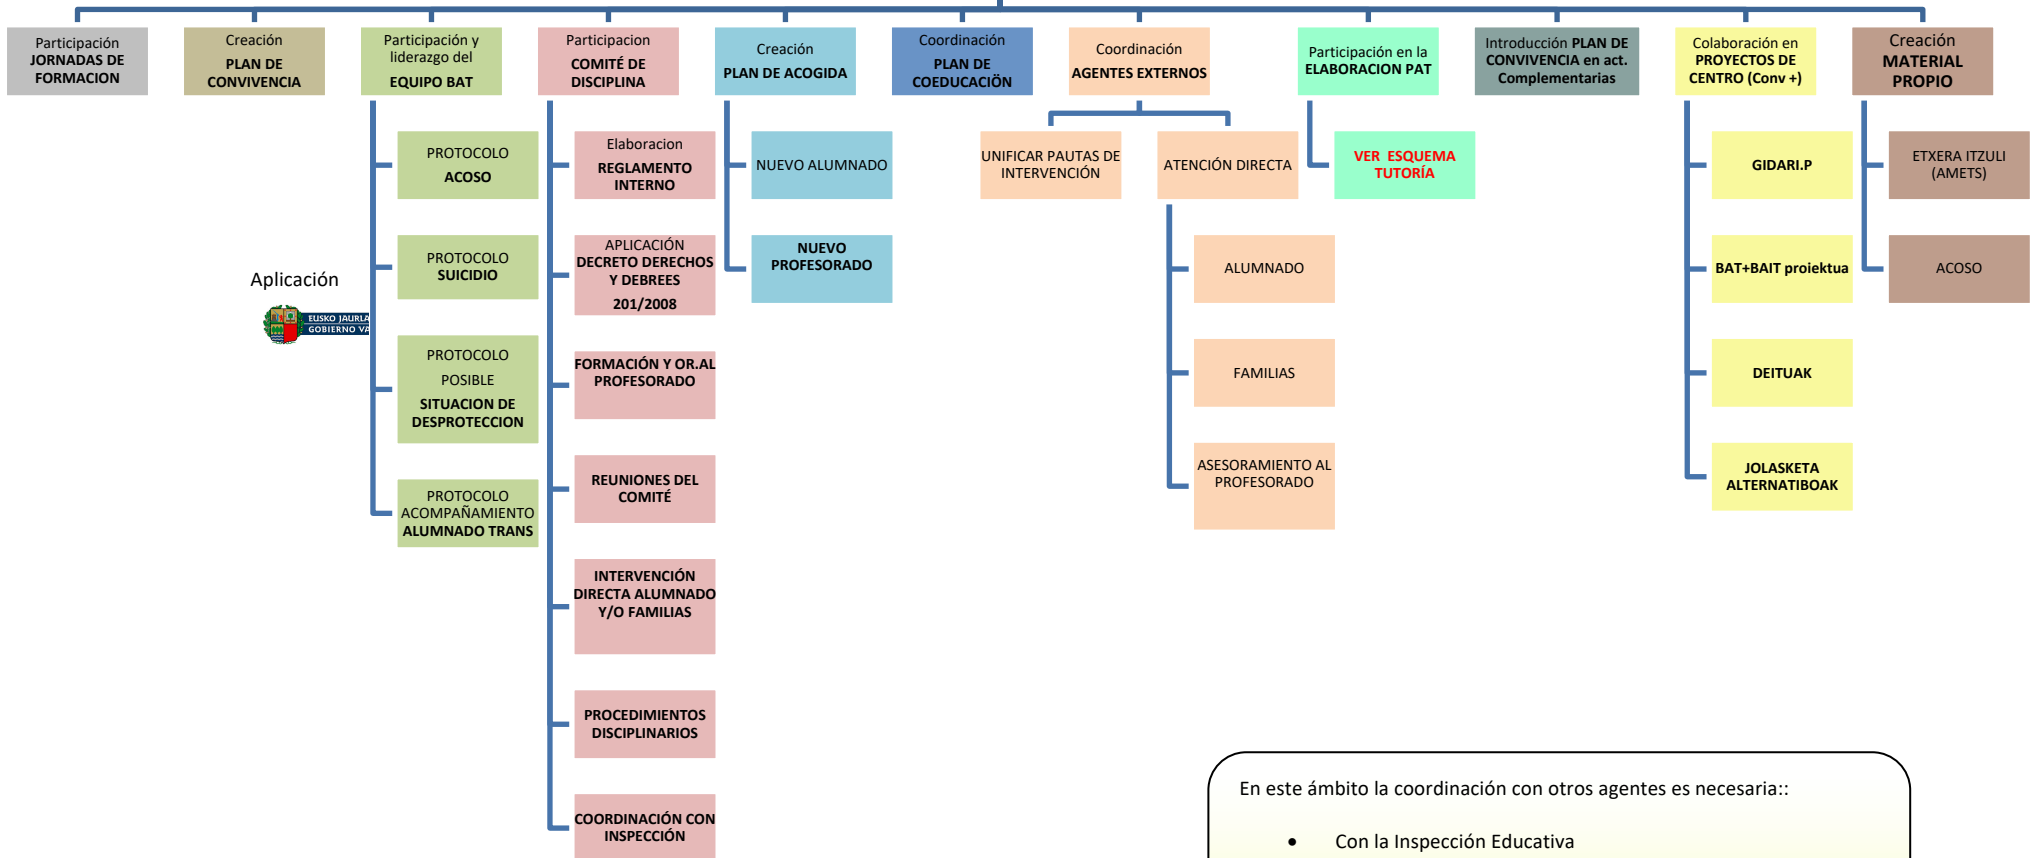 Participación
JORNADAS DE
FORMACION
Creación
PLAN DE
CONVIVENCIA
Participación y
liderazgo del
EQUIPO BAT
Participacion
COMITÉ DE
DISCIPLINA
Creación
PLAN DE ACOGIDA
Coordinación
PLAN DE
COEDUCACIÖN
Coordinación
AGENTES EXTERNOS
Participación en la
ELABORACION PAT
Introducción PLAN DE
CONVIVENCIA en act.
Complementarias
Colaboración en
PROYECTOS DE
CENTRO (Conv +)
Creación
MATERIAL
PROPIO
PROTOCOLO
ACOSO
PROTOCOLO
SUICIDIO
Aplicación
EUSKO JAURLA
GOBIERNO VA
PROTOCOLO
POSIBLE
SITUACION DE
DESPROTECCION
PROTOCOLO
ACOMPAÑAMIENTO
ALUMNADO TRANS
Elaboracion
REGLAMENTO
INTERNO
APLICACIÓN
DECRETO DERECHOS
Y DEBREES
201/2008
FORMACIÓN Y OR.AL
PROFESORADO
REUNIONES DEL
COMITÉ
INTERVENCIÓN
DIRECTA ALUMNADO
Y/O FAMILIAS
PROCEDIMIENTOS
DISCIPLINARIOS
COORDINACIÓN CON
INSPECCIÓN
NUEVO ALUMNADO
NUEVO
PROFESORADO
UNIFICAR PAUTAS DE
INTERVENCIÓN
ATENCIÓN DIRECTA
ALUMNADO
FAMILIAS
ASESORAMIENTO AL
PROFESORADO
VER ESQUEMA
TUTORÍA
GIDARI.P
BAT+BAIT proiektua
DEITUAK
JOLASKETA
ALTERNATIBOAK
ETXERA ITZULI
(AMETS)
ACOSO
En este ámbito la coordinación con otros agentes es necesaria::
• Con la Inspección Educativa